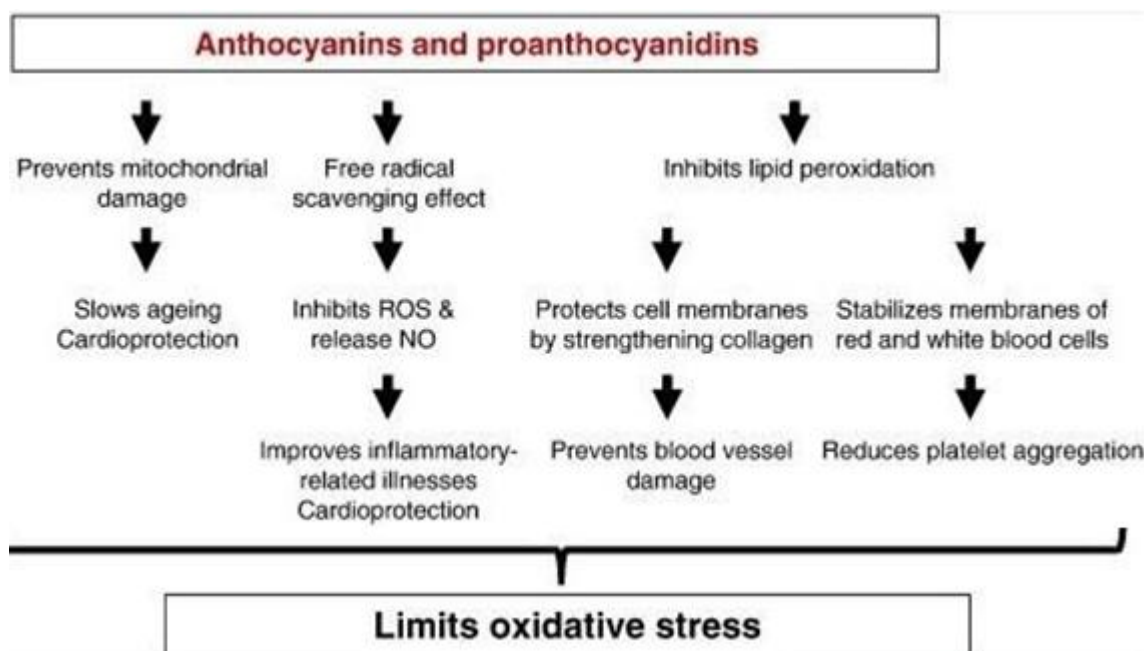 Anthocyanins and proanthocyanidins
Prevents mitochondrial
damage
Free radical
scavenging effect
Inhibits lipid peroxidation
Slows ageing
Cardioprotection
Inhibits ROS &
release NO
Protects cell membranes
by strengthening collagen
Stabilizes membranes of
red and white blood cells
Improves inflammatory-
related illnesses
Cardioprotection
Prevents blood vessel
damage
Reduces platelet aggregation
Limits oxidative stress